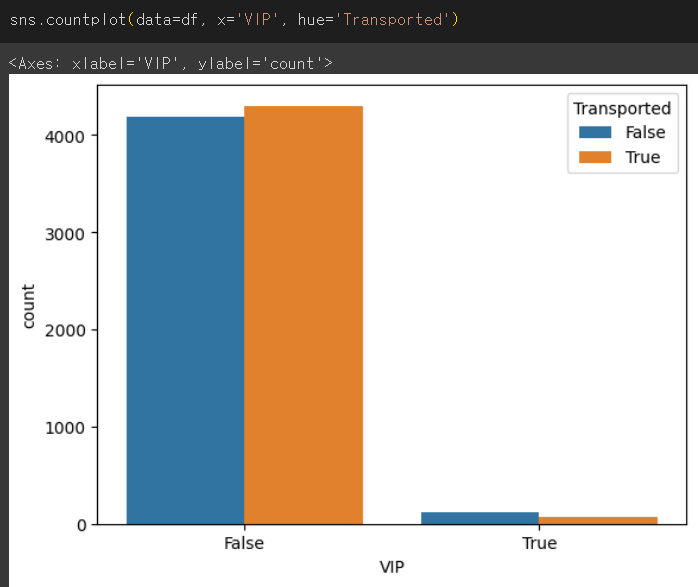 sns.countplot(data=df, x='VIP', hue='Transported')
<Axes: xlabel='VIP', ylabel='count'>
Transported
False
True
4000
3000
2000
1000
0
count
False
True
VIP